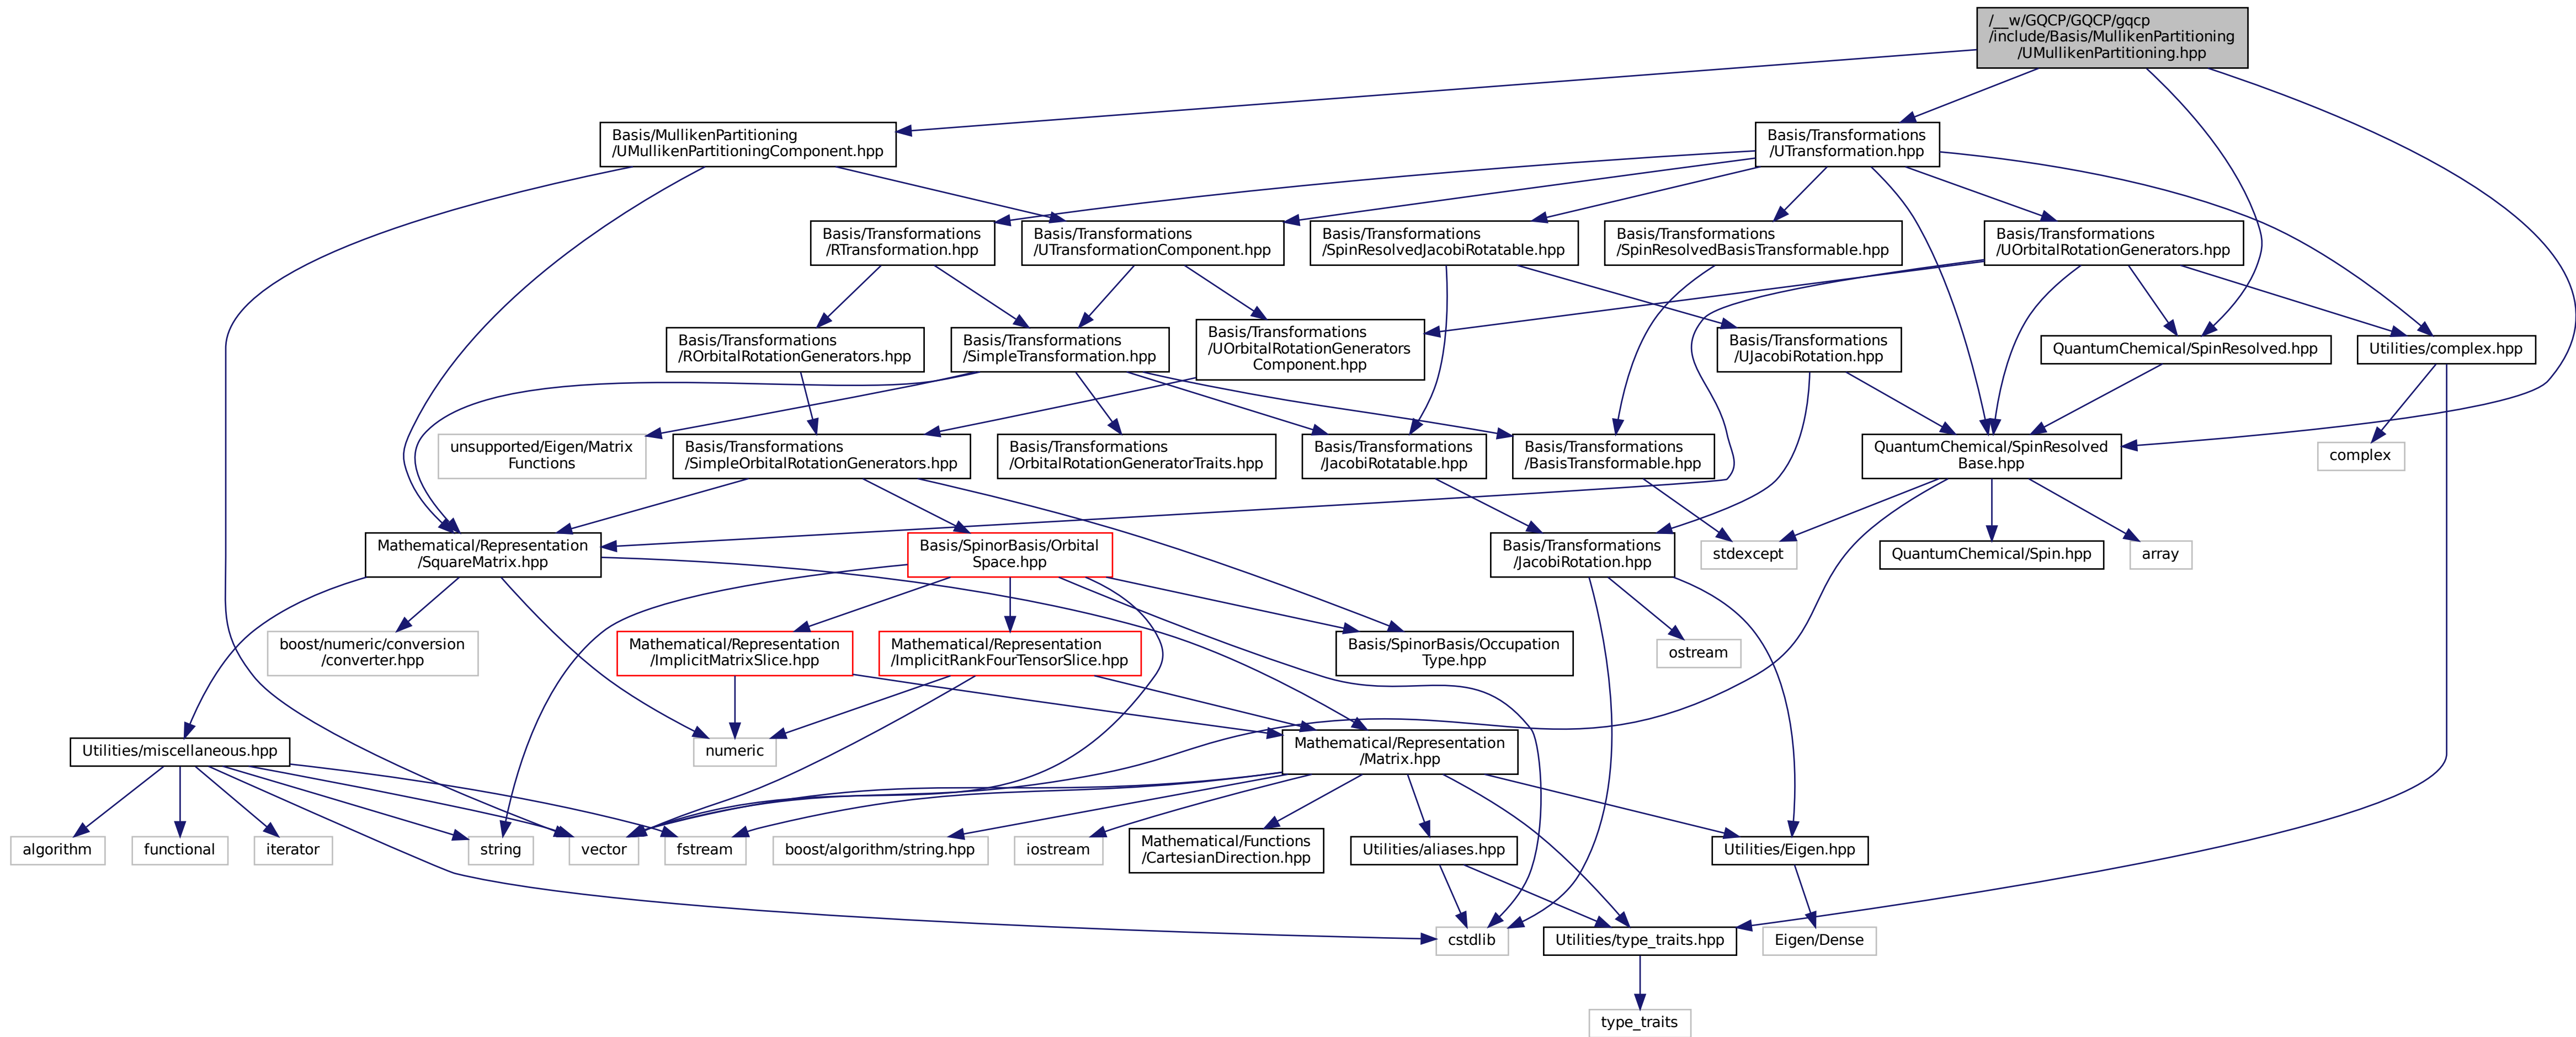 /__w/GQCP/GQCP/gqcp
/include/Basis/MullikenPartitioning
/UMullikenPartitioning.hpp
Basis/MullikenPartitioning
/UMullikenPartitioningComponent.hpp
Basis/Transformations
/UTransformation.hpp
Basis/Transformations
/RTransformation.hpp
Basis/Transformations
/UTransformationComponent.hpp
Basis/Transformations
/SpinResolvedJacobiRotatable.hpp
Basis/Transformations
/SpinResolvedBasisTransformable.hpp
Basis/Transformations
/UOrbitalRotationGenerators.hpp
Basis/Transformations
/ROrbitalRotationGenerators.hpp
Basis/Transformations
/SimpleTransformation.hpp
Basis/Transformations
/UOrbitalRotationGenerators
Component.hpp
Basis/Transformations
/UJacobiRotation.hpp
QuantumChemical/SpinResolved.hpp
Utilities/complex.hpp
unsupported/Eigen/Matrix
Functions
Basis/Transformations
/SimpleOrbitalRotationGenerators.hpp
Basis/Transformations
/OrbitalRotationGeneratorTraits.hpp
Basis/Transformations
/JacobiRotatable.hpp
Basis/Transformations
/BasisTransformable.hpp
QuantumChemical/SpinResolved
Base.hpp
complex
Mathematical/Representation
/SquareMatrix.hpp
Basis/SpinorBasis/Orbital
Space.hpp
Basis/Transformations
/JacobiRotation.hpp
stdexcept
QuantumChemical/Spin.hpp
array
boost/numeric/conversion
/converter.hpp
Mathematical/Representation
/ImplicitMatrixSlice.hpp
Mathematical/Representation
/ImplicitRankFourTensorSlice.hpp
Basis/SpinorBasis/Occupation
Type.hpp
ostream
Utilities/miscellaneous.hpp
numeric
Mathematical/Representation
/Matrix.hpp
algorithm
functional
iterator
string
vector
fstream
boost/algorithm/string.hpp
iostream
Mathematical/Functions
/CartesianDirection.hpp
Utilities/aliases.hpp
Utilities/Eigen.hpp
cstdlib
Utilities/type_traits.hpp
Eigen/Dense
type_traits